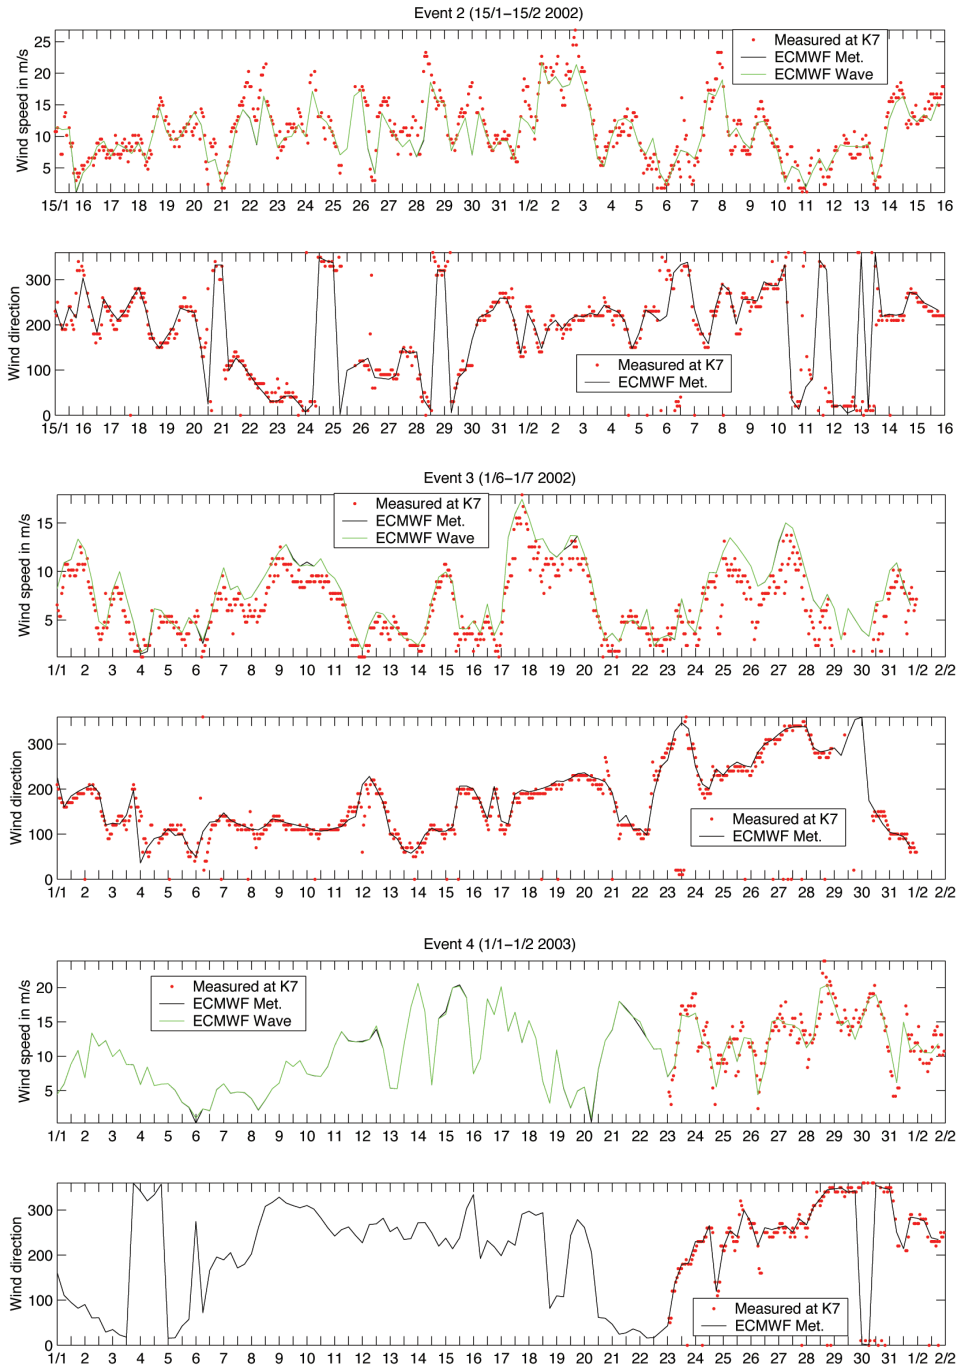 Event 2 (15/1−15/2 2002)
Wind speed in m/s
25
20
15
10
5
Measured at K7
ECMWF Met.
ECMWF Wave
15/1 16 17 18 19 20 21 22 23 24 25 26 27 28 29 30 31 1/2 2 3 4 5 6 7 8 9 10 11 12 13 14 15 16
Wind direction
300
200
100
0
Measured at K7
ECMWF Met.
15/1 16 17 18 19 20 21 22 23 24 25 26 27 28 29 30 31 1/2 2 3 4 5 6 7 8 9 10 11 12 13 14 15 16
Event 3 (1/6−1/7 2002)
Wind speed in m/s
15
10
5
Measured at K7
ECMWF Met.
ECMWF Wave
1/1 2 3 4 5 6 7 8 9 10 11 12 13 14 15 16 17 18 19 20 21 22 23 24 25 26 27 28 29 30 31 1/2 2/2
Wind direction
300
200
100
0
Measured at K7
ECMWF Met.
1/1 2 3 4 5 6 7 8 9 10 11 12 13 14 15 16 17 18 19 20 21 22 23 24 25 26 27 28 29 30 31 1/2 2/2
Event 4 (1/1−1/2 2003)
Wind speed in m/s
20
15
10
5
Measured at K7
ECMWF Met.
ECMWF Wave
1/1 2 3 4 5 6 7 8 9 10 11 12 13 14 15 16 17 18 19 20 21 22 23 24 25 26 27 28 29 30 31 1/2 2/2
Wind direction
300
200
100
0
Measured at K7
ECMWF Met.
1/1 2 3 4 5 6 7 8 9 10 11 12 13 14 15 16 17 18 19 20 21 22 23 24 25 26 27 28 29 30 31 1/2 2/2